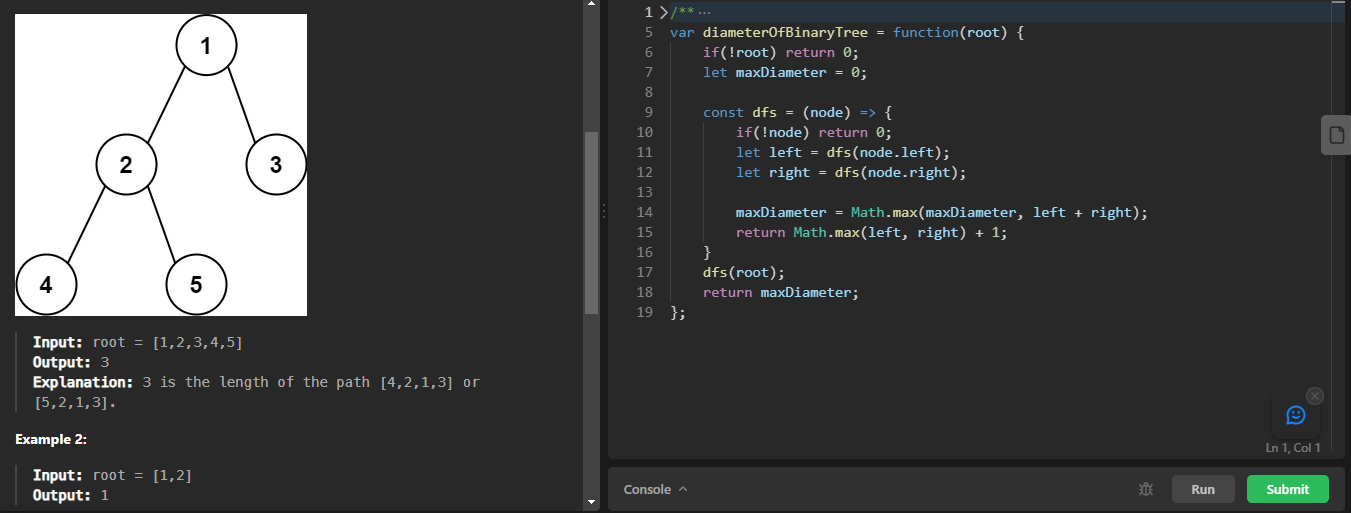 1
2
3
4
5
Input: root = [1,2,3,4,5]
Output: 3
Explanation: 3 is the length of the path [4,2,1,3] or
[5,2,1,3].
Example 2:
Input: root = [1,2]
Output: 1
1 /** ...
5 var diameterOfBinaryTree = function(root) {
6 if(!root) return 0;
7 let maxDiameter = 0;
8
9 const dfs = (node) => {
10 if(!node) return 0;
11 let left = dfs(node.left);
12 let right = dfs(node.right);
13
14 maxDiameter = Math.max(maxDiameter, left + right);
15 return Math.max(left, right) + 1;
16 }
17 dfs(root);
18 return maxDiameter;
19 };
Ln 1, Col 1
Console
Run
Submit